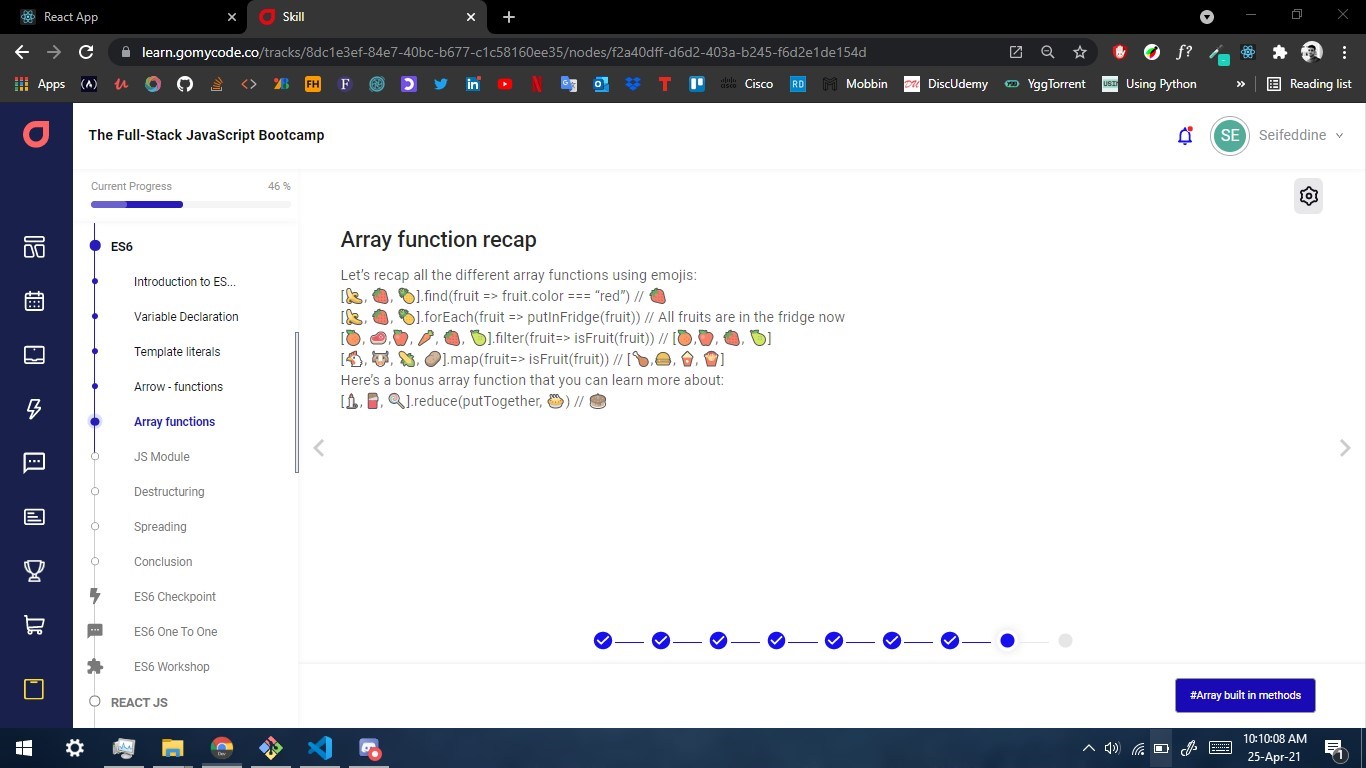 React App
Skill
learn.gomycode.co/tracks/8dc1e3ef-84e7-40bc-b677-c1c58160ee35/nodes/f2a40dff-d6d2-403a-b245-f6d2e1de154d
f?
Apps
FH
RD
Cisco
Mobbin
DiscUdemy
YggTorrent
Using Python
»
Reading list
The Full-Stack JavaScript Bootcamp
SE
Seifeddine
Current Progress 46 %
ES6
Introduction to ES...
Variable Declaration
Template literals
Arrow - functions
Array functions
JS Module
Destructuring
Spreading
Conclusion
ES6 Checkpoint
ES6 One To One
ES6 Workshop
REACT JS
Array function recap
Let’s recap all the different array functions using emojis:
[🍌, 🍓, 🍍].find(fruit => fruit.color === “red”) // 🍓
[🍌, 🍓, 🍍].forEach(fruit => putInFridge(fruit)) // All fruits are in the fridge now
[🍊, 🥩,🍎, 🥕, 🍓, 🍐].filter(fruit=> isFruit(fruit)) // [🍊,🍎, 🍓, 🍐]
[🐔, 🐮, 🌽, 🥔].map(fruit=> isFruit(fruit)) // [🍗,🍔, 🍿, 🍟]
Here’s a bonus array function that you can learn more about:
[, , ].reduce(putTogether, ) //
#Array built in methods
10:10:08 AM
25-Apr-21
1